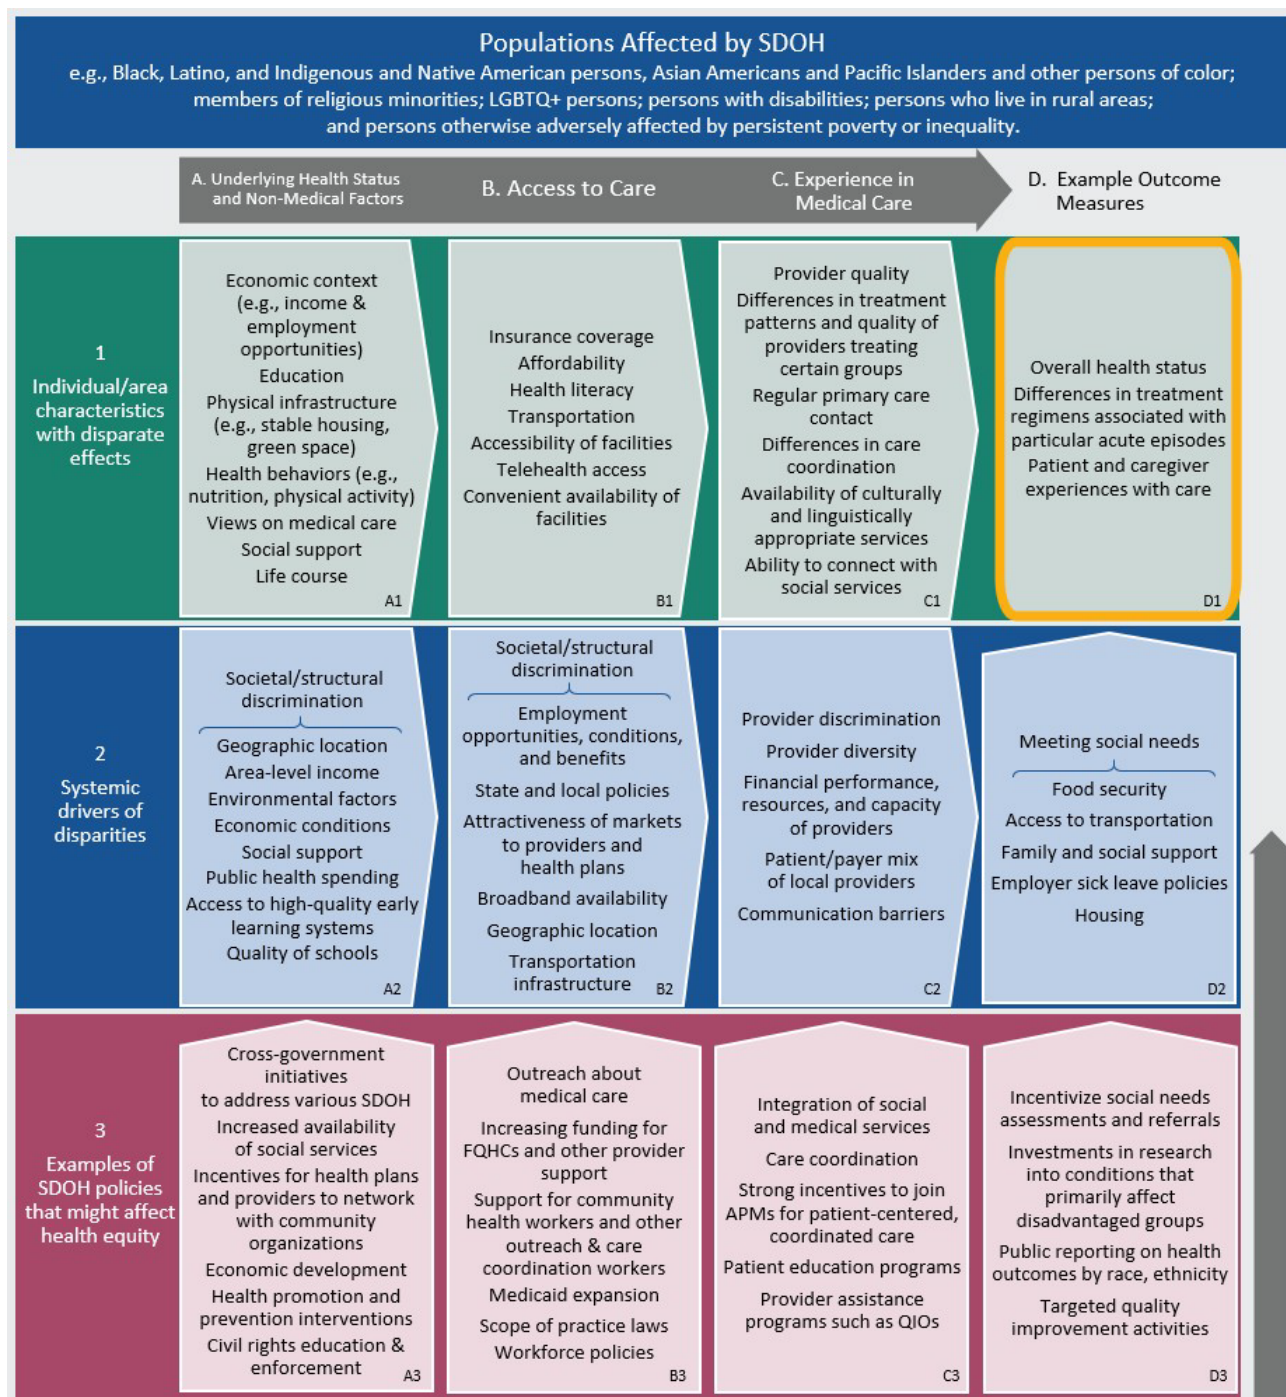 Populations Affected by SDOH
e.g., Black, Latino, and Indigenous and Native American persons, Asian Americans and Pacific Islanders and other persons of color;
members of religious minorities; LGBTQ+ persons; persons with disabilities; persons who live in rural areas;
and persons otherwise adversely affected by persistent poverty or inequality.
A. Underlying Health Status
and Non-Medical Factors
B. Access to Care
C. Experience in
Medical Care
D. Example Outcome
Measures
1
Individual/area
characteristics
with disparate
effects
Economic context
(e.g., income &
employment
opportunities)
Education
Physical infrastructure
(e.g., stable housing,
green space)
Health behaviors (e.g.,
nutrition, physical activity)
Views on medical care
Social support
Life course
A1
Insurance coverage
Affordability
Health literacy
Transportation
Accessibility of facilities
Telehealth access
Convenient availability of
facilities
B1
Provider quality
Differences in treatment
patterns and quality of
providers treating
certain groups
Regular primary care
contact
Differences in care
coordination
Availability of culturally
and linguistically
appropriate services
Ability to connect with
social services
C1
Overall health status
Differences in treatment
regimens associated with
particular acute episodes
Patient and caregiver
experiences with care
D1
2
Systemic
drivers of
disparities
Societal/structural
discrimination
Geographic location
Area-level income
Environmental factors
Economic conditions
Social support
Public health spending
Access to high-quality early
learning systems
Quality of schools
A2
Societal/structural
discrimination
Employment
opportunities, conditions,
and benefits
State and local policies
Attractiveness of markets
to providers and
health plans
Broadband availability
Geographic location
Transportation
infrastructure
B2
Provider discrimination
Provider diversity
Financial performance,
resources, and capacity
of providers
Patient/payer mix
of local providers
Communication barriers
C2
Meeting social needs
Food security
Access to transportation
Family and social support
Employer sick leave policies
Housing
D2
3
Examples of
SDOH policies
that might affect
health equity
Cross-government
initiatives
to address various SDOH
Increased availability
of social services
Incentives for health plans
and providers to network
with community
organizations
Economic development
Health promotion and
prevention interventions
Civil rights education &
enforcement
A3
Outreach about
medical care
Increasing funding for
FQHCs and other provider
support
Support for community
health workers and other
outreach & care
coordination workers
Medicaid expansion
Scope of practice laws
Workforce policies
B3
Integration of social
and medical services
Care coordination
Strong incentives to join
APMs for patient-centered,
coordinated care
Patient education programs
Provider assistance
programs such as QIOs
C3
Incentivize social needs
assessments and referrals
Investments in research
into conditions that
primarily affect
disadvantaged groups
Public reporting on health
outcomes by race, ethnicity
Targeted quality
improvement activities
D3